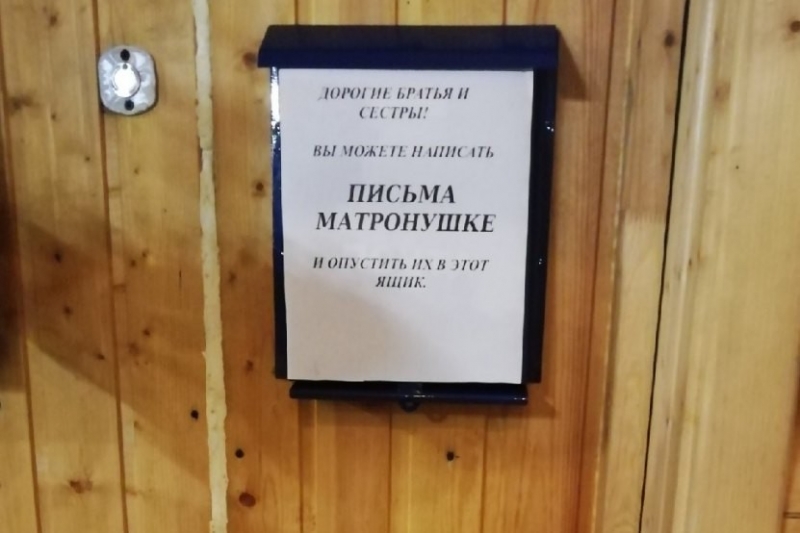 ДОРОГИЕ БРАТЬЯ И
СЕСТРЫ!
ВЫ МОЖЕТЕ НАПИСАТЬ
ПИСЬМА
МАТРОНУШКЕ
И ОПУСТИТЬ ИХ В ЭТОТ
ЯЩИК.